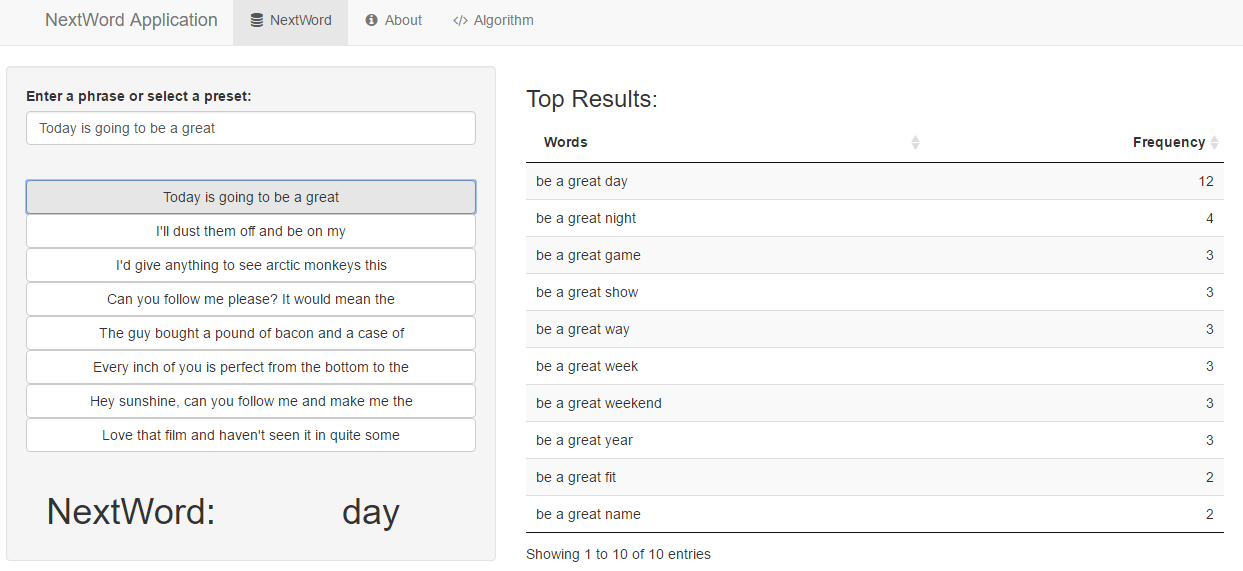 NextWord Application NextWord About </> Algorithm
Enter a phrase or select a preset:
Today is going to be a great
Today is going to be a great
I'll dust them off and be on my
I'd give anything to see arctic monkeys this
Can you follow me please? It would mean the
The guy bought a pound of bacon and a case of
Every inch of you is perfect from the bottom to the
Hey sunshine, can you follow me and make me the
Love that film and haven't seen it in quite some
NextWord: day
Top Results:
Words Frequency
be a great day 12
be a great night 4
be a great game 3
be a great show 3
be a great way 3
be a great week 3
be a great weekend 3
be a great year 3
be a great fit 2
be a great name 2
Showing 1 to 10 of 10 entries